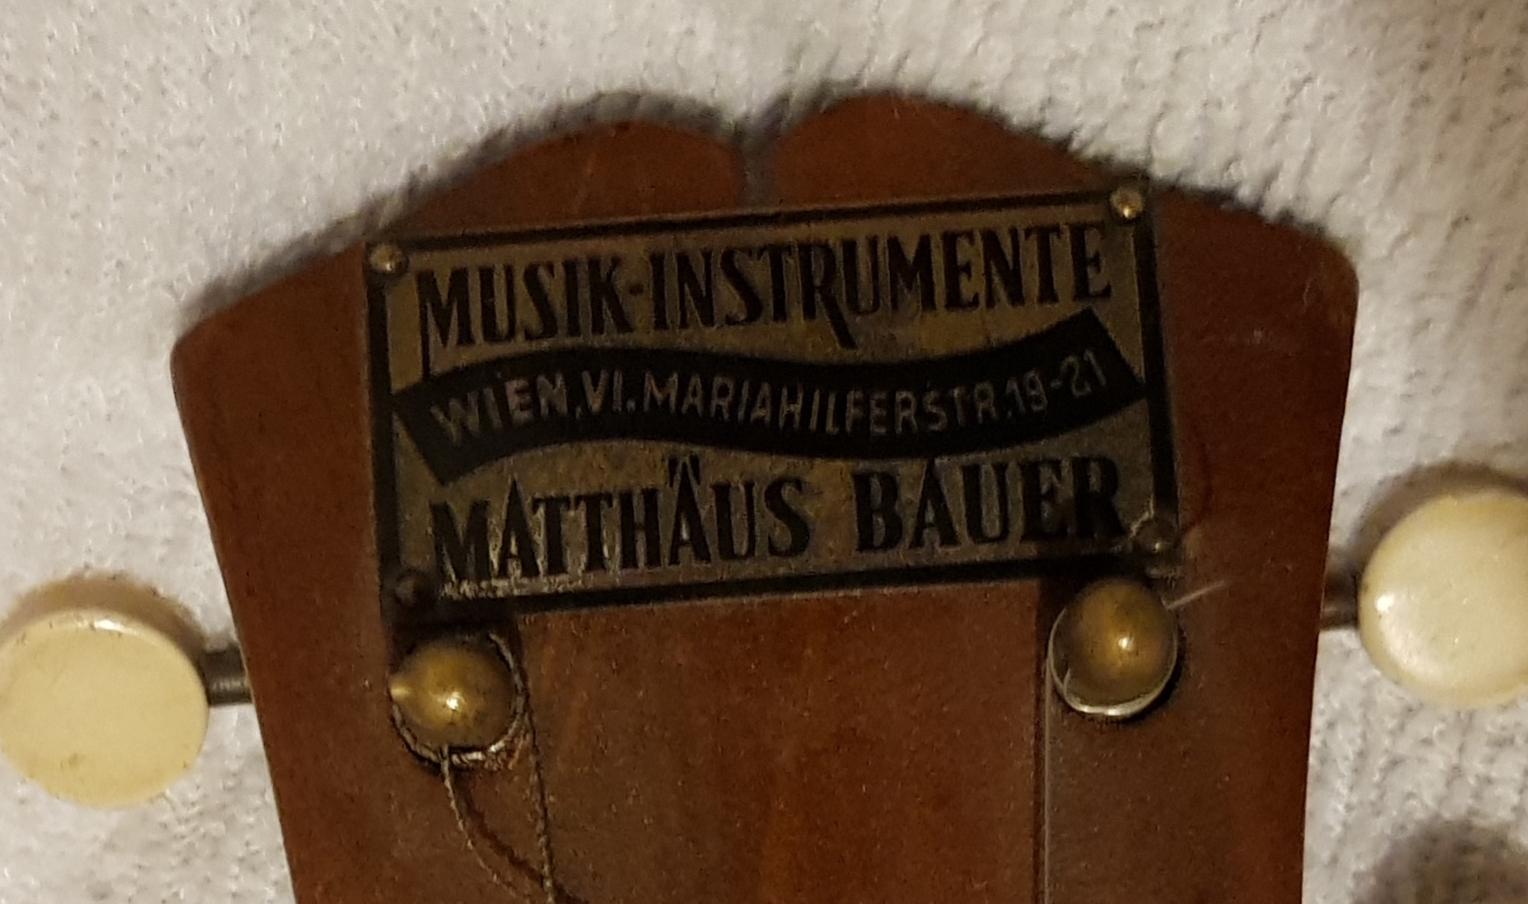 MUSIK-INSTRUMENTE
WIEN,VI.MARIAHILFERSTR.19-21
MATTHÄUS BAUER